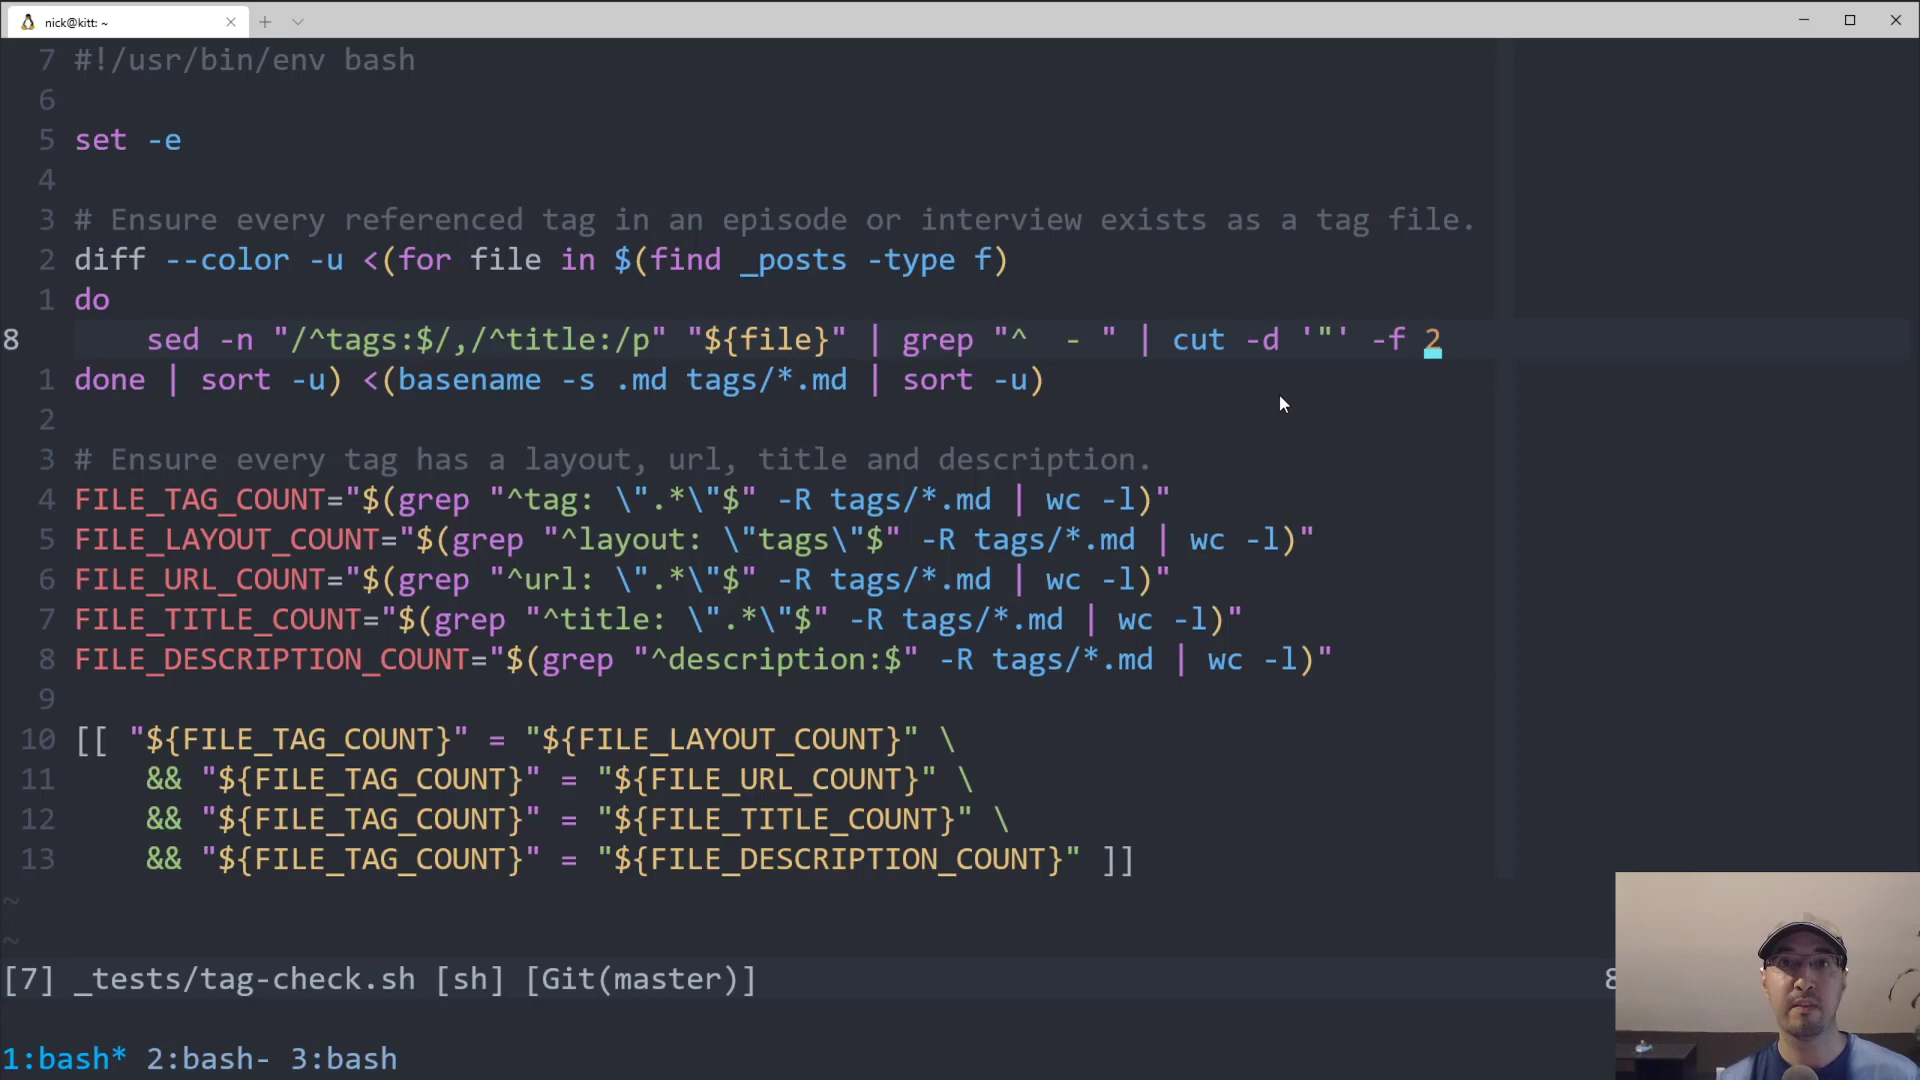 nick@kitt: ~
7 #!/usr/bin/env bash
6
5 set -e
4
3 # Ensure every referenced tag in an episode or interview exists as a tag file.
2 diff --color -u <(for file in $(find _posts -type f)
1 do
8 sed -n "/^tags:$/,/^title:/p" "${file}" | grep "^  - " | cut -d '"' -f 2
1 done | sort -u) <(basename -s .md tags/*.md | sort -u)
2
3 # Ensure every tag has a layout, url, title and description.
4 FILE_TAG_COUNT="$(grep "^tag: \".*\"$" -R tags/*.md | wc -l)"
5 FILE_LAYOUT_COUNT="$(grep "^layout: \"tags\"$" -R tags/*.md | wc -l)"
6 FILE_URL_COUNT="$(grep "^url: \".*\"$" -R tags/*.md | wc -l)"
7 FILE_TITLE_COUNT="$(grep "^title: \".*\"$" -R tags/*.md | wc -l)"
8 FILE_DESCRIPTION_COUNT="$(grep "^description:$" -R tags/*.md | wc -l)"
9
10 [[ "${FILE_TAG_COUNT}" = "${FILE_LAYOUT_COUNT}" \
11 && "${FILE_TAG_COUNT}" = "${FILE_URL_COUNT}" \
12 && "${FILE_TAG_COUNT}" = "${FILE_TITLE_COUNT}" \
13 && "${FILE_TAG_COUNT}" = "${FILE_DESCRIPTION_COUNT}" ]]
~
~
[7] _tests/tag-check.sh [sh] [Git(master)] 8
1:bash* 2:bash- 3:bash